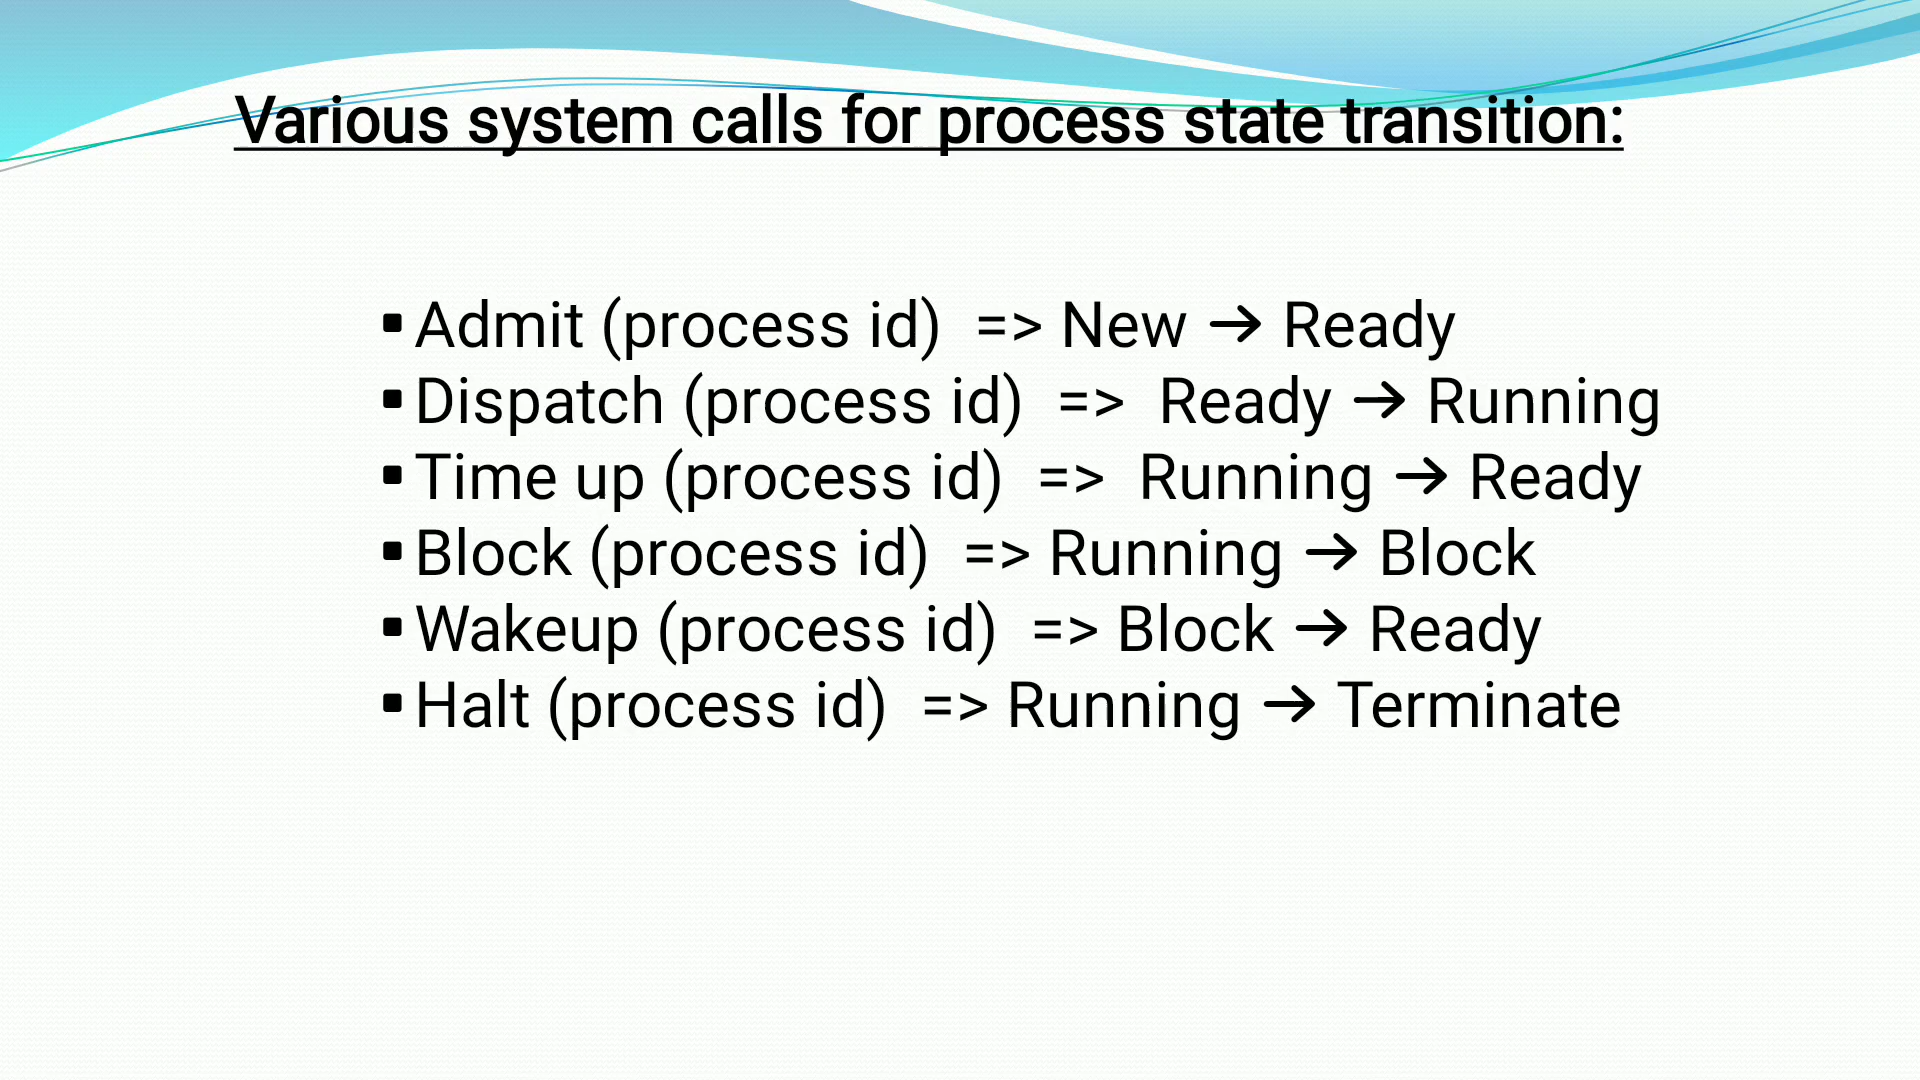 Various system calls for process state transition:
▪ Admit (process id) => New → Ready
▪ Dispatch (process id) => Ready → Running
▪ Time up (process id) => Running → Ready
▪ Block (process id) => Running → Block
▪ Wakeup (process id) => Block → Ready
▪ Halt (process id) => Running → Terminate